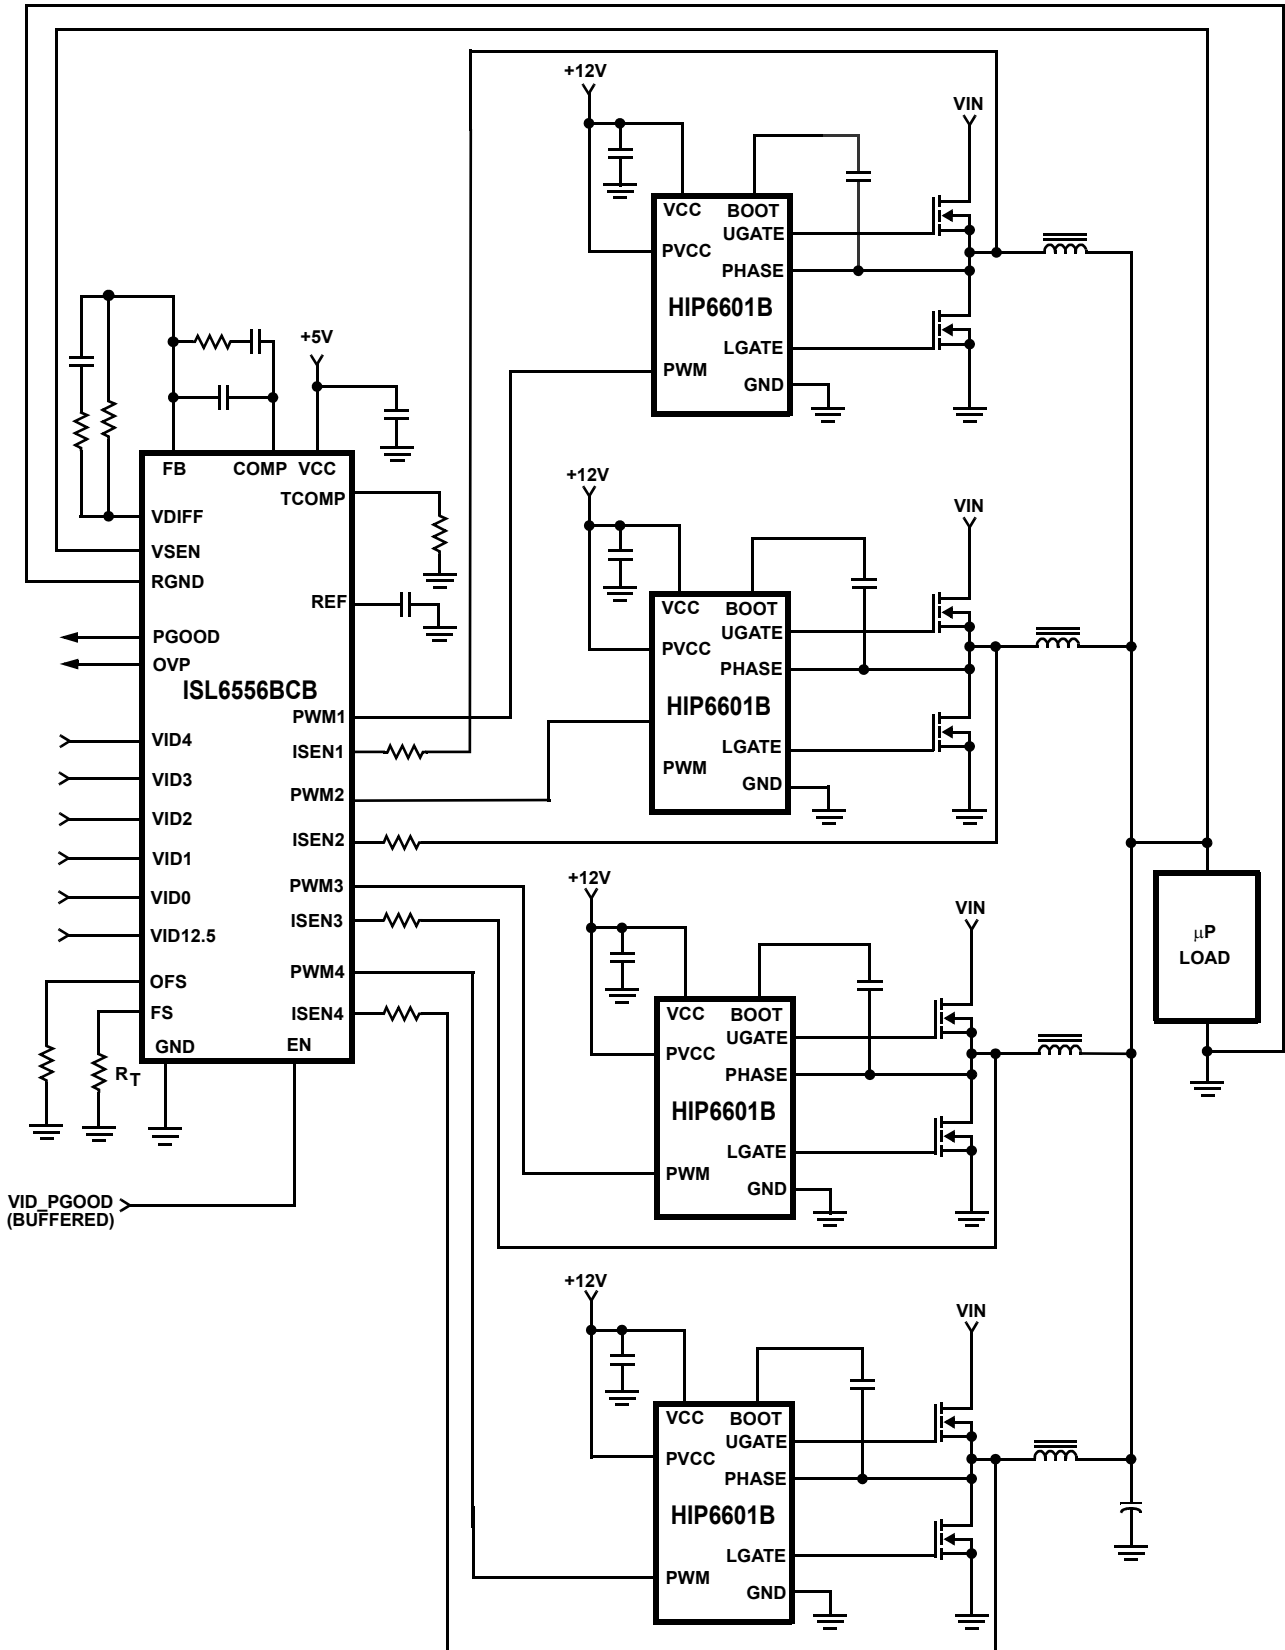 +12V
VIN
VCC
BOOT
UGATE
PVCC
PHASE
HIP6601B
LGATE
PWM
GND
+5V
FB
COMP
VCC
TCOMP
VDIFF
VSEN
RGND
REF
PGOOD
OVP
ISL6556BCB
PWM1
ISEN1
VID4
VID3
PWM2
VID2
ISEN2
VID1
PWM3
VID0
ISEN3
VID12.5
PWM4
OFS
FS
ISEN4
GND
EN
RT
VID_PGOOD
(BUFFERED)
+12V
VIN
VCC
BOOT
UGATE
PVCC
PHASE
HIP6601B
LGATE
PWM
GND
+12V
VIN
VCC
BOOT
UGATE
PVCC
PHASE
HIP6601B
LGATE
PWM
GND
µP
LOAD
+12V
VIN
VCC
BOOT
UGATE
PVCC
PHASE
HIP6601B
LGATE
PWM
GND